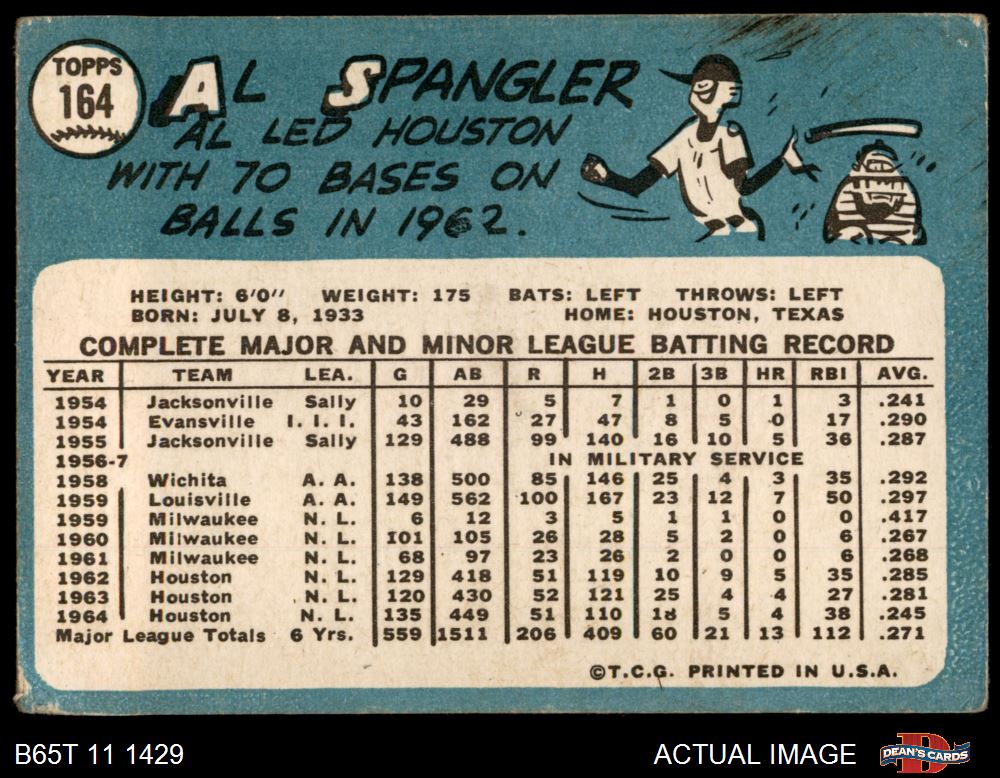 TOPPS
164
AL SPANGLER
AL LED HOUSTON
WITH 70 BASES ON
BALLS IN 1962.
HEIGHT: 6'0" WEIGHT: 175 BATS: LEFT THROWS: LEFT
BORN: JULY 8, 1933 HOME: HOUSTON, TEXAS
COMPLETE MAJOR AND MINOR LEAGUE BATTING RECORD
YEAR TEAM LEA. G AB R H 2B 3B HR RBI AVG.
1954 Jacksonville Sally 10 29 5 7 1 0 1 3 .241
1954 Evansville I. I. I. 43 162 27 47 8 5 0 17 .290
1955 Jacksonville Sally 129 488 99 140 16 10 5 36 .287
1956-7 IN MILITARY SERVICE
1958 Wichita A. A. 138 500 85 146 25 4 3 35 .292
1959 Louisville A. A. 149 562 100 167 23 12 7 50 .297
1959 Milwaukee N. L. 6 12 3 5 1 1 0 0 .417
1960 Milwaukee N. L. 101 105 26 28 5 2 0 6 .267
1961 Milwaukee N. L. 68 97 23 26 2 0 0 6 .268
1962 Houston N. L. 129 418 51 119 10 9 5 35 .285
1963 Houston N. L. 120 430 52 121 25 4 4 27 .281
1964 Houston N. L. 135 449 51 110 18 5 4 38 .245
Major League Totals 6 Yrs. 559 1511 206 409 60 21 13 112 .271
©T.C.G. PRINTED IN U.S.A.
B65T 11 1429 ACTUAL IMAGE D DEAN'S CARDS